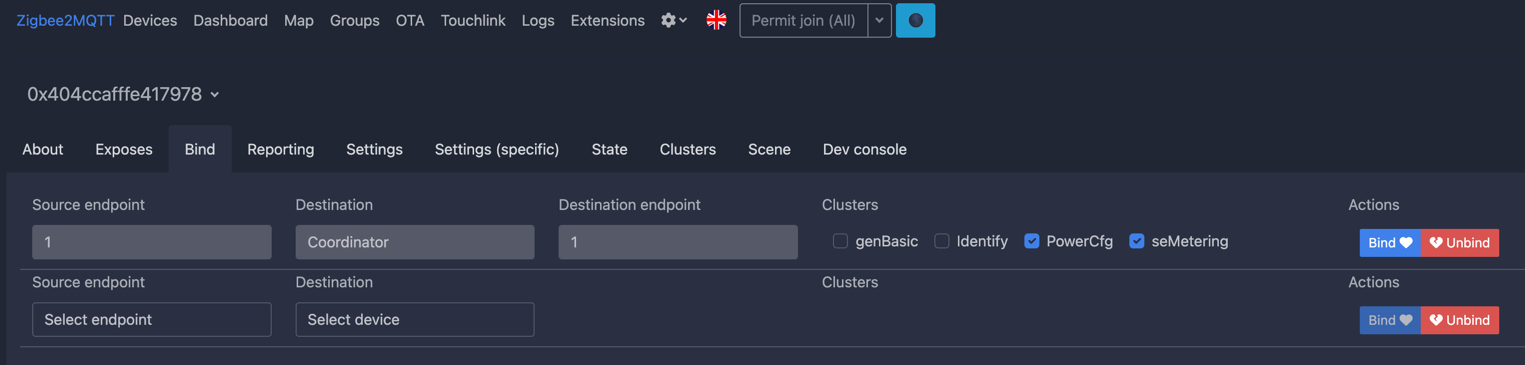 Zigbee2MQTT Devices Dashboard Map Groups OTA Touchlink Logs Extensions Permit join (All)
0x404ccafffe417978
About Exposes Bind Reporting Settings Settings (specific) State Clusters Scene Dev console
Source endpoint Destination Destination endpoint Clusters Actions
1 Coordinator 1 genBasic Identify PowerCfg seMetering Bind Unbind
Source endpoint Destination Clusters Actions
Select endpoint Select device Bind Unbind